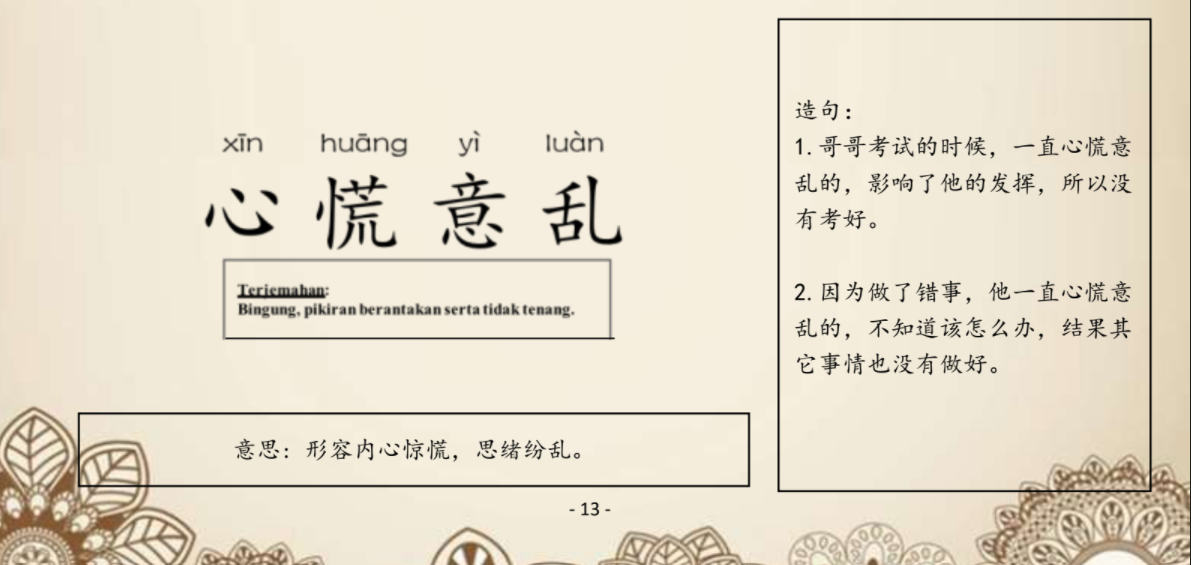 xīn huāng yì luàn
心慌意乱
Terjemahan:
Bingung, pikiran berantakan serta tidak tenang.
意思：形容内心惊慌，思绪纷乱。
造句：
1.哥哥考试的时候，一直心慌意
乱的，影响了他的发挥，所以没
有考好。
2.因为做了错事，他一直心慌意
乱的，不知道该怎么办，结果其
它事情也没有做好。
- 13 -